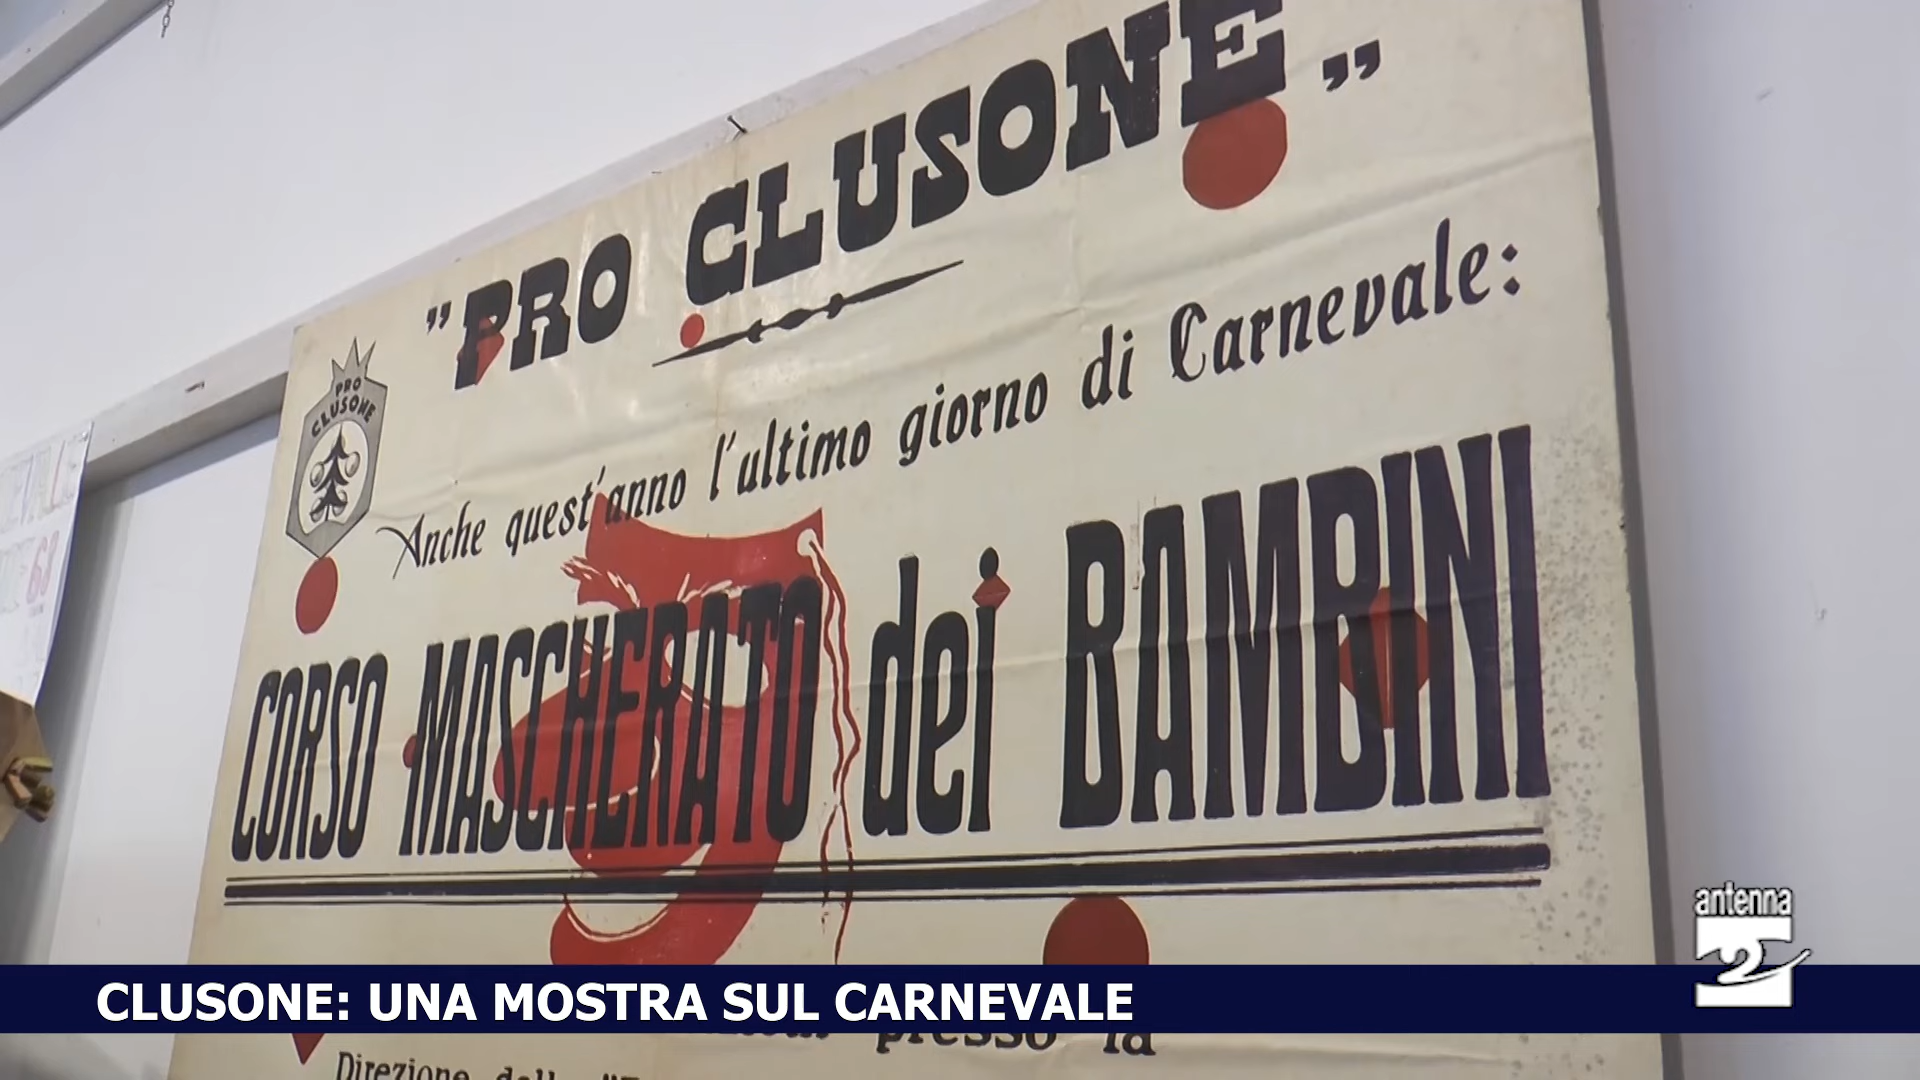 "PRO CLUSONE"
PRO
CLUSONE
Anche quest'anno l'ultimo giorno di Carnevale:
CORSO MASCHERATO dei BAMBINI
68
antenna
2
CLUSONE: UNA MOSTRA SUL CARNEVALE
presso la
Direzione